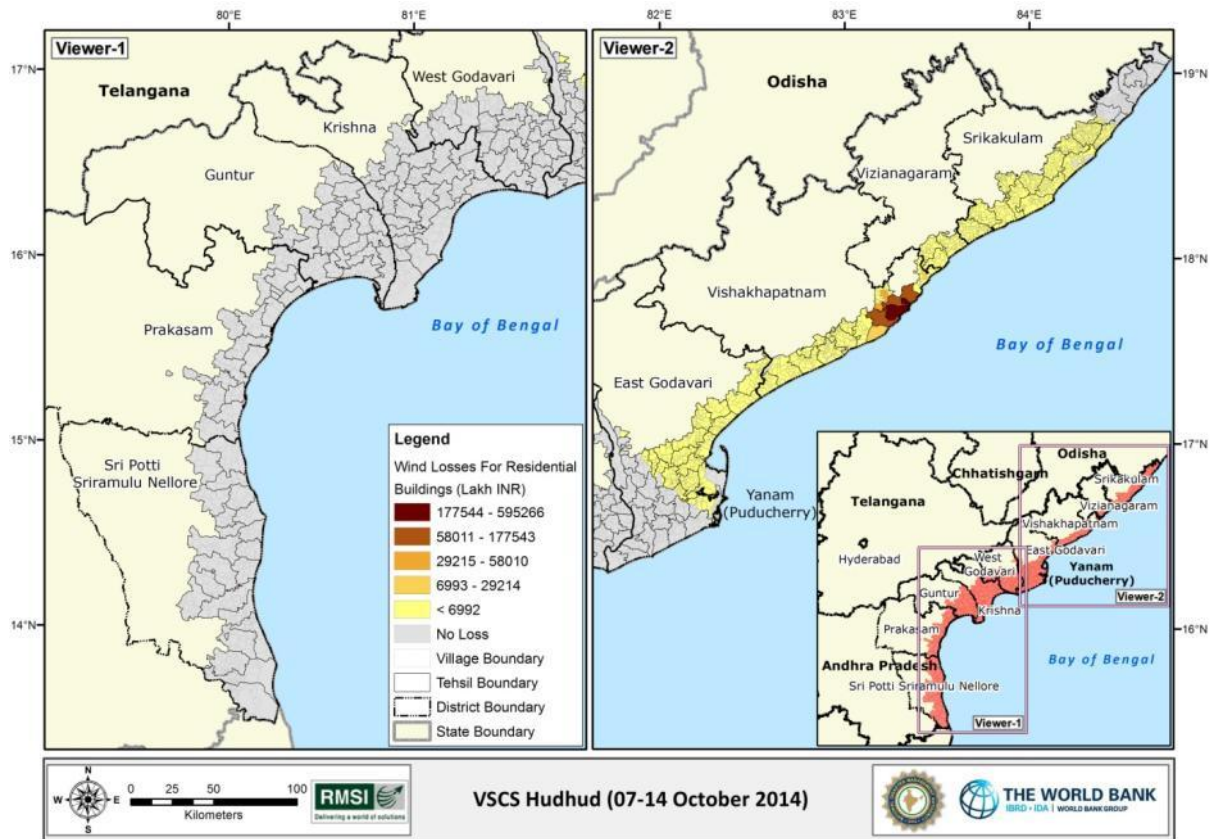 80°E
81°E
Viewer-1
17°N
16°N
15°N
14°N
Telangana
West Godavari
Krishna
Guntur
Prakasam
Bay of Bengal
Sri Potti
Sriramulu Nellore
Legend
Wind Losses For Residential
Buildings (Lakh INR)
177544 - 595266
58011 - 177543
29215 - 58010
6993 - 29214
< 6992
No Loss
Village Boundary
Tehsil Boundary
District Boundary
State Boundary
82°E
83°E
84°E
Viewer-2
19°N
18°N
17°N
16°N
Odisha
Srikakulam
Vizianagaram
Vishakhapatnam
Bay of Bengal
East Godavari
Yanam
(Puducherry)
Odisha
Chhatishgarh
Srikakulam
Telangana
Vizianagaram
Vishakhapatnam
Hyderabad
East Godavari
West
Godavari
Yanam
(Puducherry)
Guntur
Viewer-2
Krishna
Prakasam
Andhra Pradesh
Bay of Bengal
Sri Potti Sriramulu Nellore
Viewer-1
N
W
E
S
0 25 50 100
Kilometers
RMSI
Delivering a world of solutions
VSCS Hudhud (07-14 October 2014)
THE WORLD BANK
IBRD • IDA | WORLD BANK GROUP